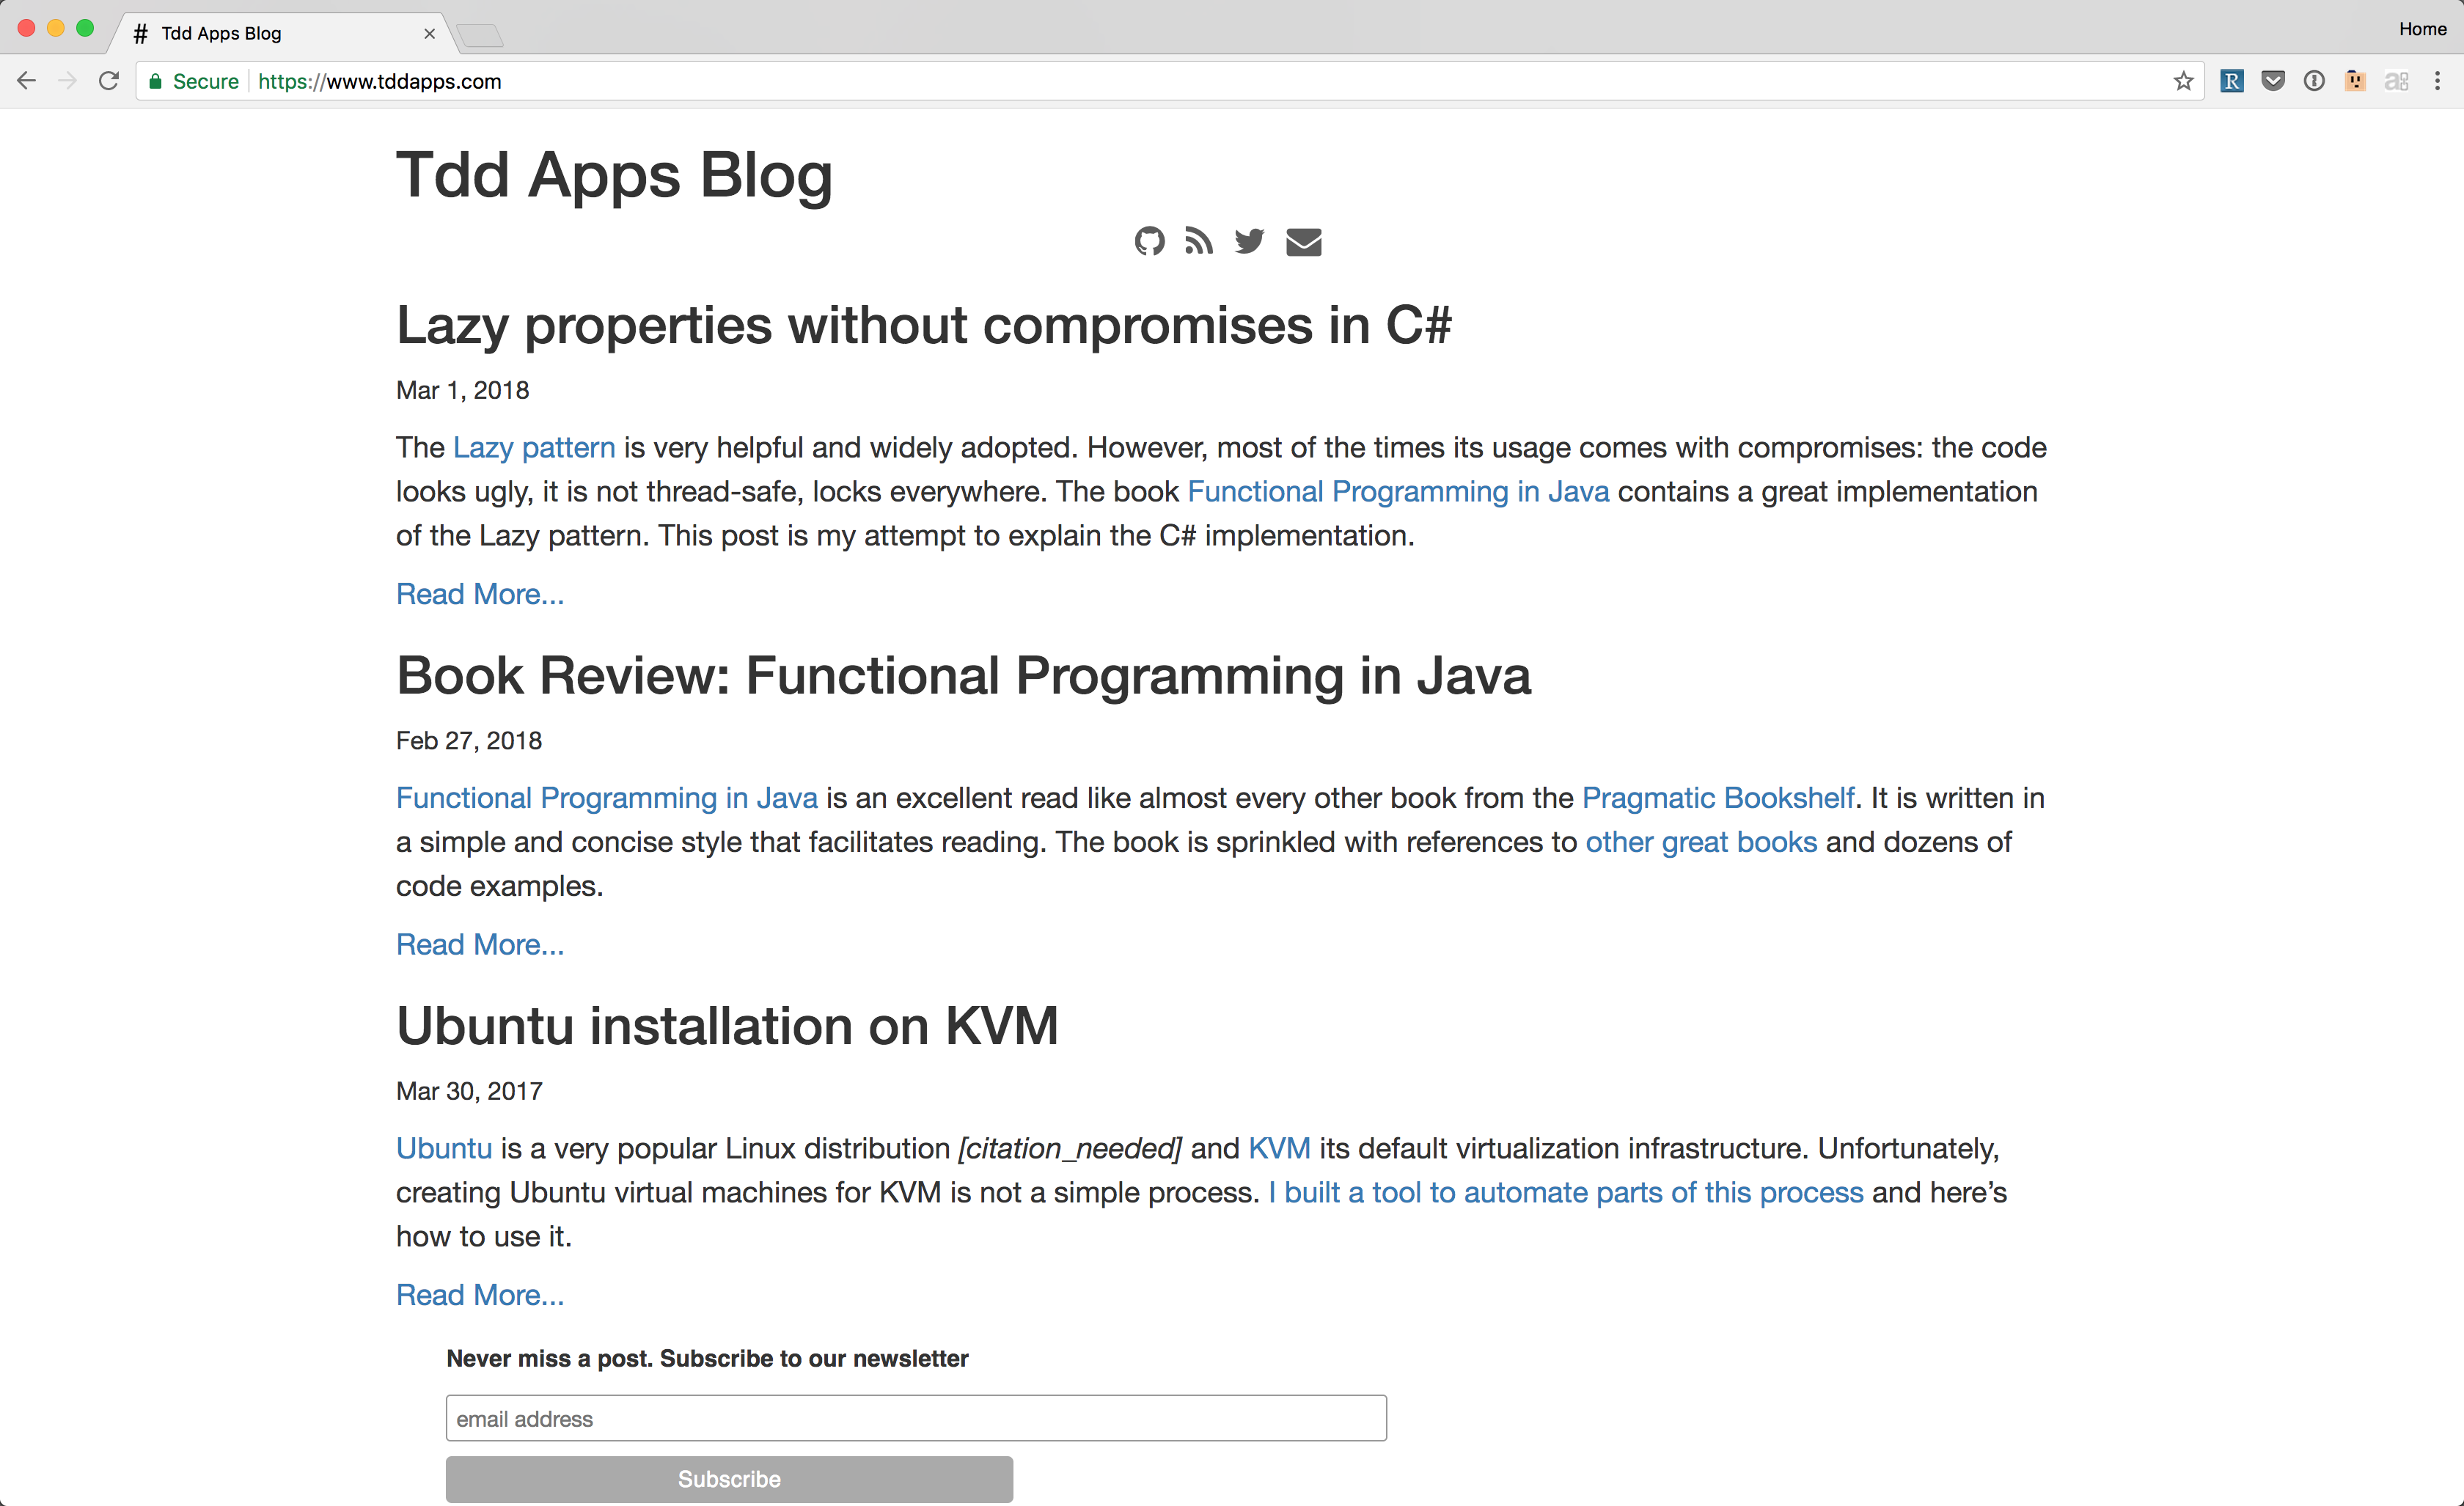 # Tdd Apps Blog
Home
Secure https://www.tddapps.com
Tdd Apps Blog
Lazy properties without compromises in C#
Mar 1, 2018
The Lazy pattern is very helpful and widely adopted. However, most of the times its usage comes with compromises: the code
looks ugly, it is not thread-safe, locks everywhere. The book Functional Programming in Java contains a great implementation
of the Lazy pattern. This post is my attempt to explain the C# implementation.
Read More...
Book Review: Functional Programming in Java
Feb 27, 2018
Functional Programming in Java is an excellent read like almost every other book from the Pragmatic Bookshelf. It is written in
a simple and concise style that facilitates reading. The book is sprinkled with references to other great books and dozens of
code examples.
Read More...
Ubuntu installation on KVM
Mar 30, 2017
Ubuntu is a very popular Linux distribution [citation_needed] and KVM its default virtualization infrastructure. Unfortunately,
creating Ubuntu virtual machines for KVM is not a simple process. I built a tool to automate parts of this process and here’s
how to use it.
Read More...
Never miss a post. Subscribe to our newsletter
email address
Subscribe